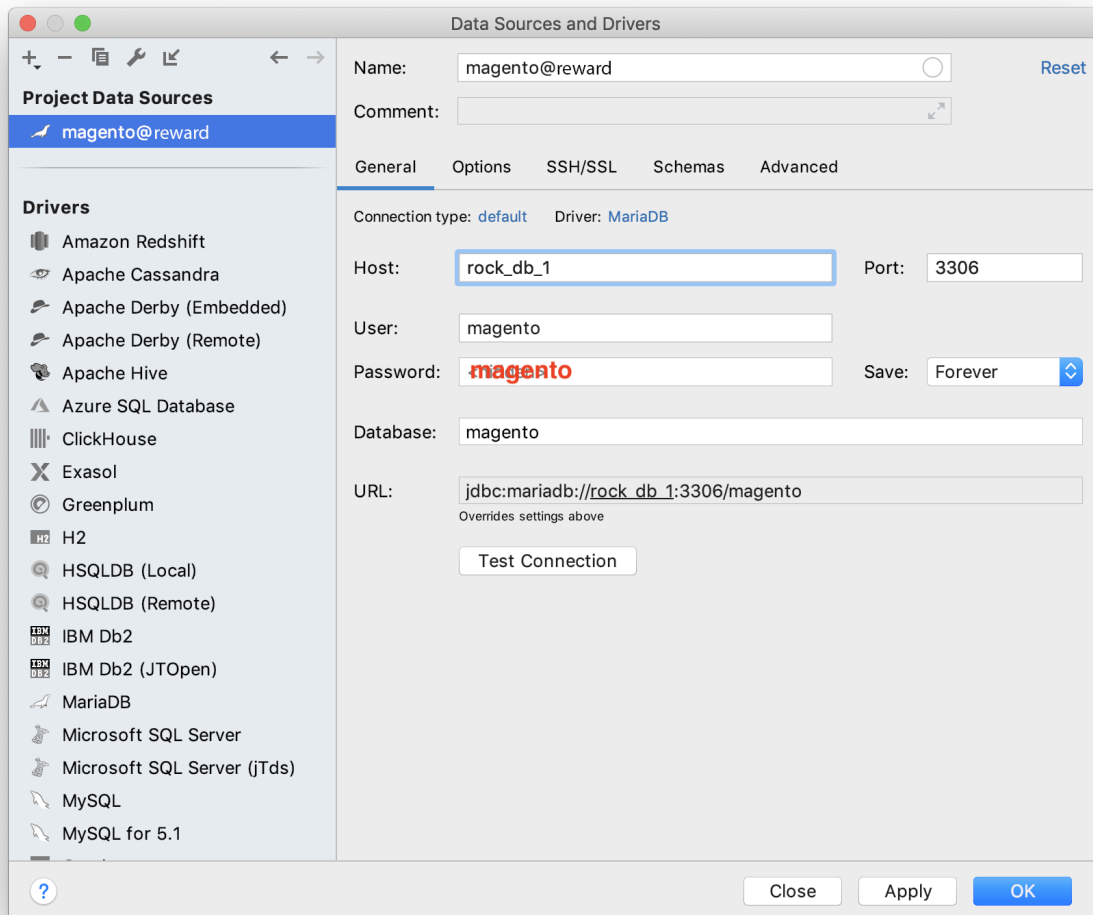 Data Sources and Drivers
Project Data Sources
magento@reward
Drivers
Amazon Redshift
Apache Cassandra
Apache Derby (Embedded)
Apache Derby (Remote)
Apache Hive
Azure SQL Database
ClickHouse
Exasol
Greenplum
H2
H2
HSQLDB (Local)
HSQLDB (Remote)
IBM DB2
IBM Db2
IBM DB2
IBM Db2 (JTOpen)
MariaDB
Microsoft SQL Server
Microsoft SQL Server (jTds)
MySQL
MySQL for 5.1
Name: magento@reward Reset
Comment:
General Options SSH/SSL Schemas Advanced
Connection type: default Driver: MariaDB
Host: rock_db_1 Port: 3306
User: magento
Password: magento Save: Forever
Database: magento
URL: jdbc:mariadb://rock_db_1:3306/magento
Overrides settings above
Test Connection
? Close Apply OK